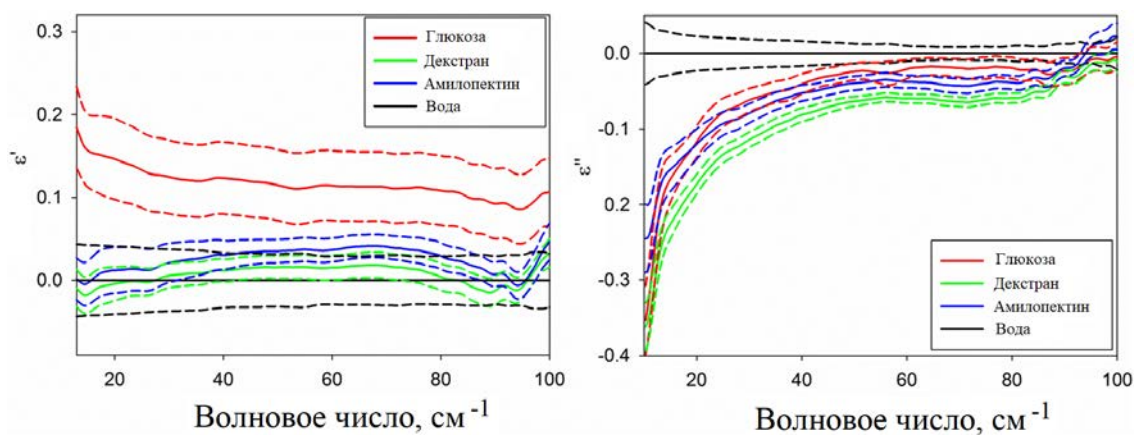 ε'
0.3
0.2
0.1
0.0
20
40
60
80
100
Волновое число, см -1
Глюкоза
Декстран
Амилопектин
Вода
ε"
0.0
-0.1
-0.2
-0.3
-0.4
20
40
60
80
100
Волновое число, см -1
Глюкоза
Декстран
Амилопектин
Вода